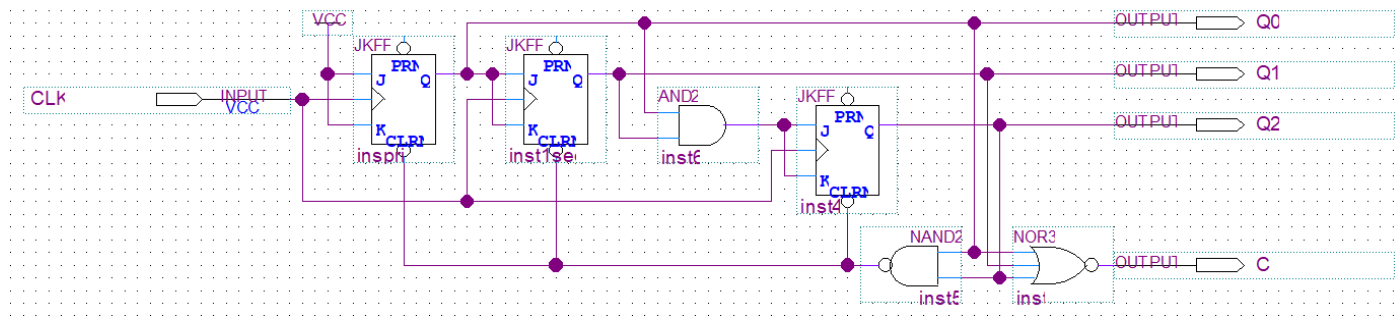 VCC
OUTPUT
Q0
JKFF
PRN
J
Q
K
CLRN
JKFF
PRN
J
Q
K
CLRN
OUTPUT
Q1
CLK
INPUT
VCC
AND2
inst6
JKFF
PRN
J
Q
K
CLRN
inst4
OUTPUT
Q2
NAND2
inst5
NOR3
inst
OUTPUT
C